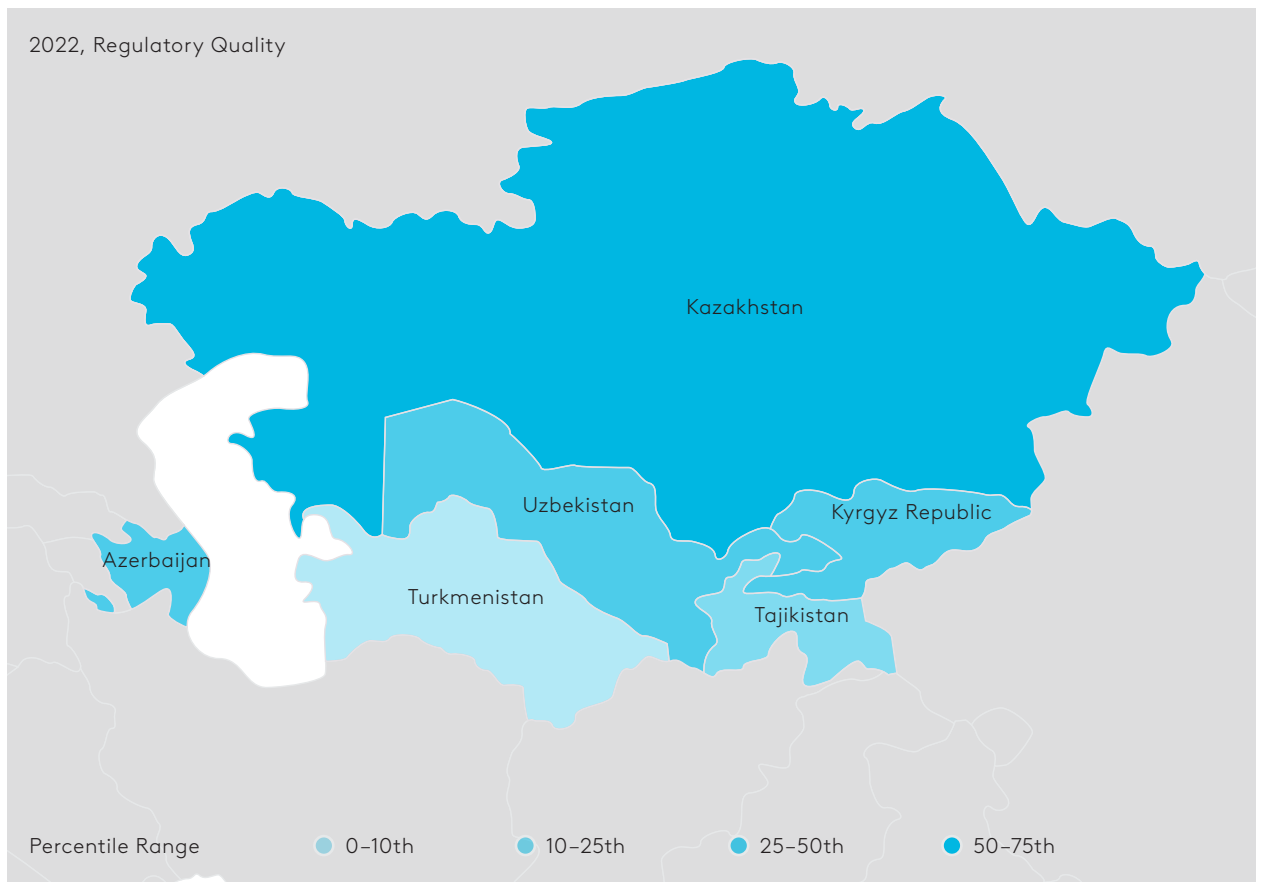 2022, Regulatory Quality
Kazakhstan
Uzbekistan
Kyrgyz Republic
Azerbaijan
Turkmenistan
Tajikistan
Percentile Range 0–10th 10–25th 25–50th 50–75th